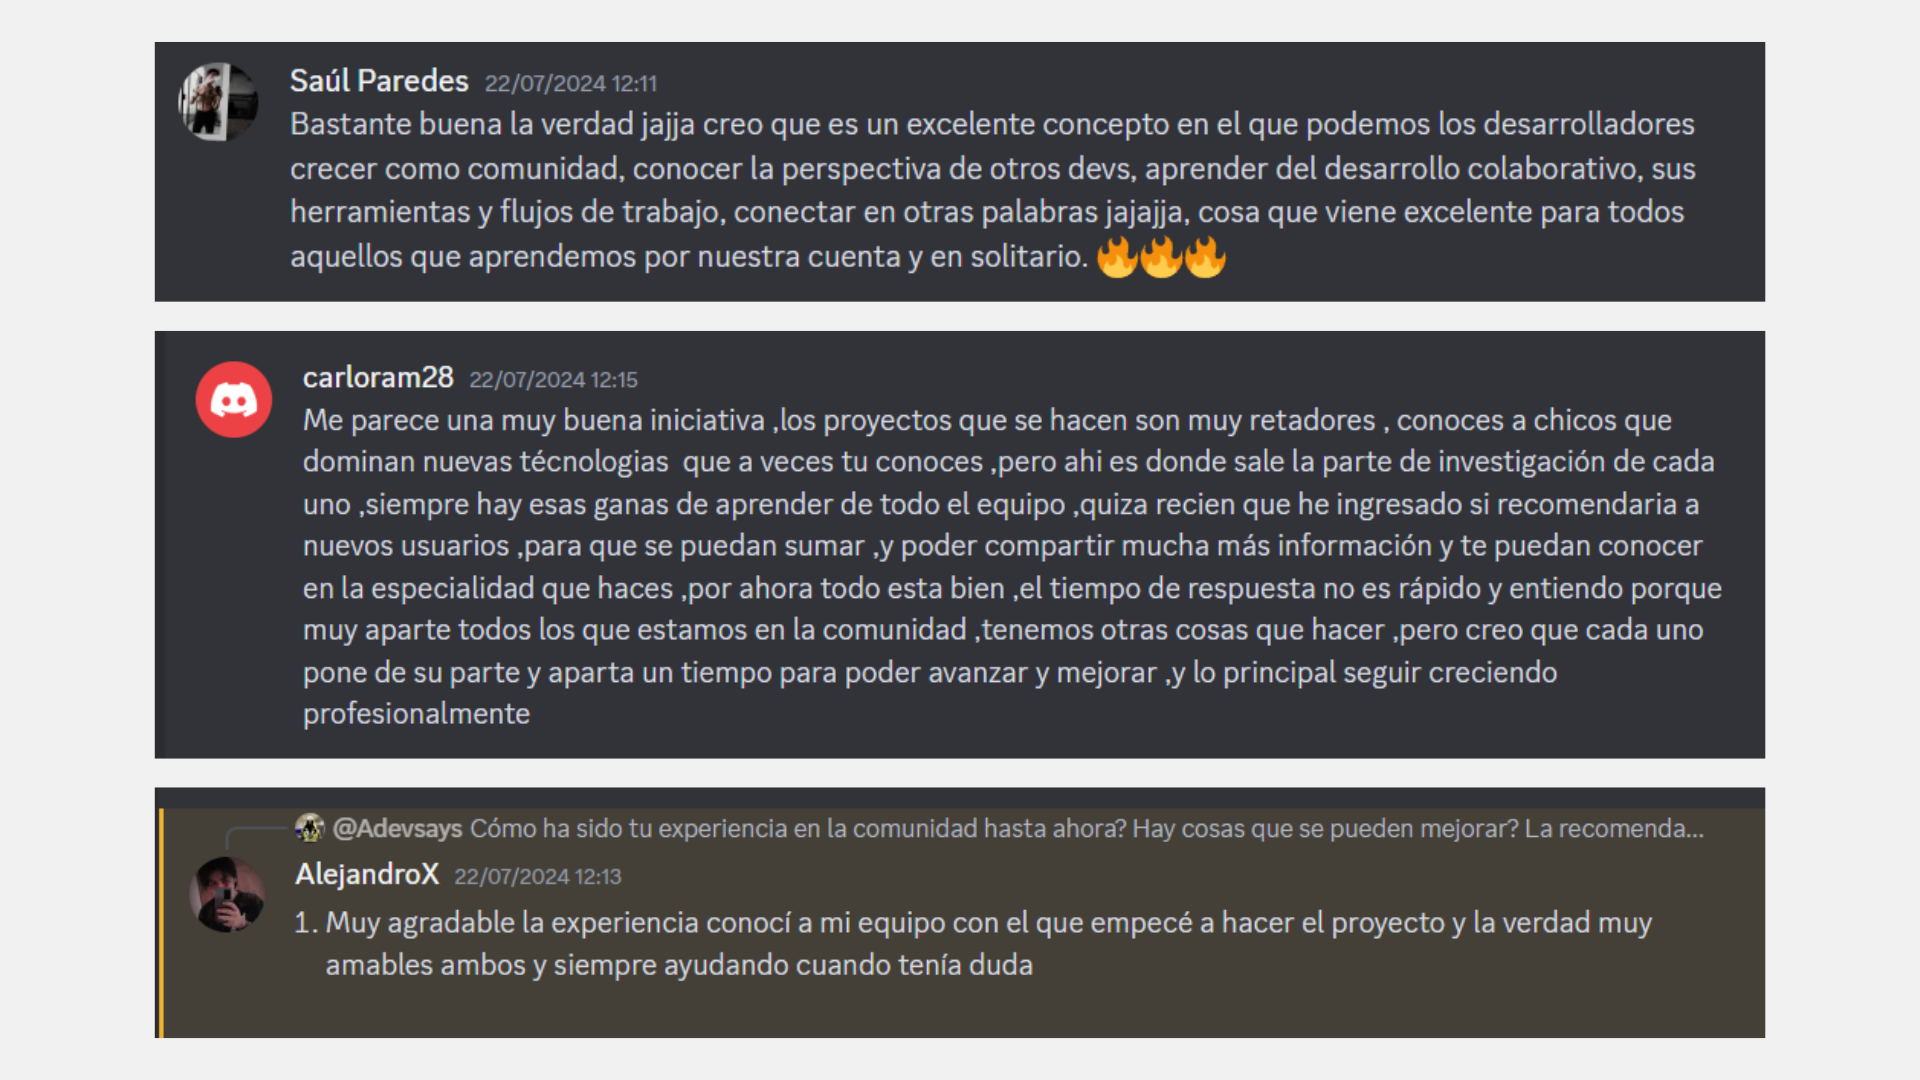 Saúl Paredes 22/07/2024 12:11
Bastante buena la verdad jajja creo que es un excelente concepto en el que podemos los desarrolladores
crecer como comunidad, conocer la perspectiva de otros devs, aprender del desarrollo colaborativo, sus
herramientas y flujos de trabajo, conectar en otras palabras jajajja, cosa que viene excelente para todos
aquellos que aprendemos por nuestra cuenta y en solitario. 🔥🔥🔥
carloram28 22/07/2024 12:15
Me parece una muy buena iniciativa ,los proyectos que se hacen son muy retadores , conoces a chicos que
dominan nuevas técnologias  que a veces tu conoces ,pero ahi es donde sale la parte de investigación de cada
uno ,siempre hay esas ganas de aprender de todo el equipo ,quiza recien que he ingresado si recomendaria a
nuevos usuarios ,para que se puedan sumar ,y poder compartir mucha más información y te puedan conocer
en la especialidad que haces ,por ahora todo esta bien ,el tiempo de respuesta no es rápido y entiendo porque
muy aparte todos los que estamos en la comunidad ,tenemos otras cosas que hacer ,pero creo que cada uno
pone de su parte y aparta un tiempo para poder avanzar y mejorar ,y lo principal seguir creciendo
profesionalmente
@Adevsays Cómo ha sido tu experiencia en la comunidad hasta ahora? Hay cosas que se pueden mejorar? La recomenda...
AlejandroX 22/07/2024 12:13
1. Muy agradable la experiencia conocí a mi equipo con el que empecé a hacer el proyecto y la verdad muy
amables ambos y siempre ayudando cuando tenía duda